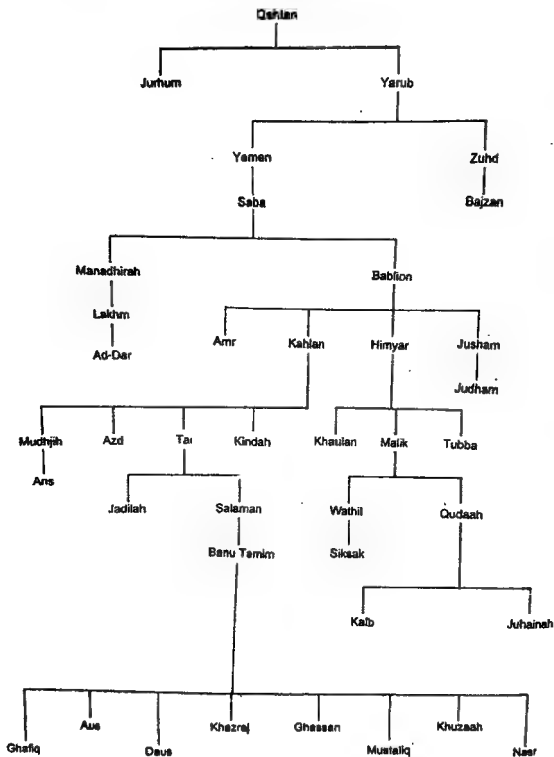 Qahtan
Jurhum Yarub
Yemen Zuhd
Saba Bajzan
Manadhirah Bablion
Lakhm
Amr Kahlan Himyar Jusham
Ad-Dar
Judham
Mudhjih Azd Tai Kindah Khaulan Malik Tubba
Ans
Jadilah Salaman Wathil Qudaah
Banu Tamim Siksak
Kalb Juhainah
Aus Khazraj Ghassan Khuzaah
Ghafiq Daus Mustaliq Nasr